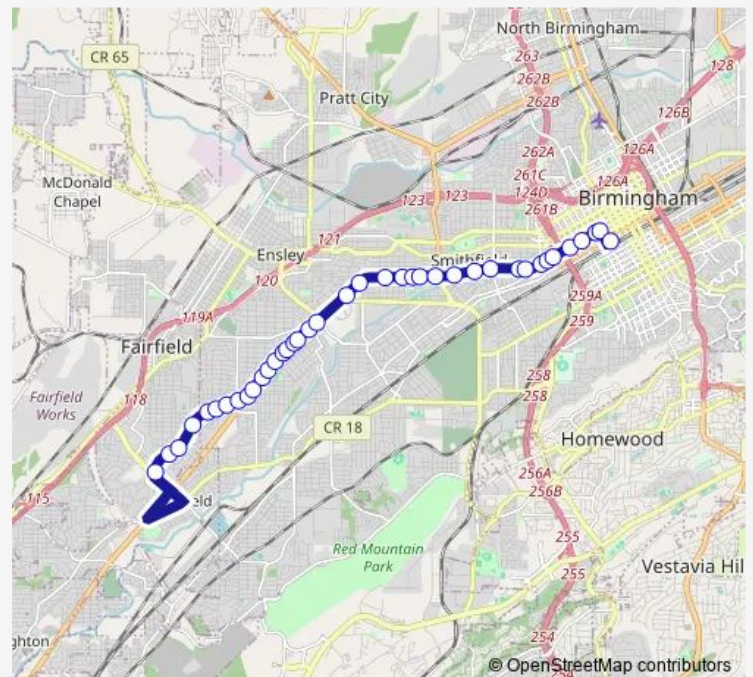 North Birmingham
CR 65
263
128
262B
Pratt City
262B
126B
262A
126A
261C
McDonald
Chapel
123
123
124D
126A
261B
Birmingham
121
Ensley
Smithfield
120
259A
119A
259
Fairfield
258
118
258
Fairfield
Works
CR 18
Homewood
256A
115
256B
eld
255
Red Mountain
Park
255
Vestavia Hil
ghton
254
© OpenStreetMap contributors